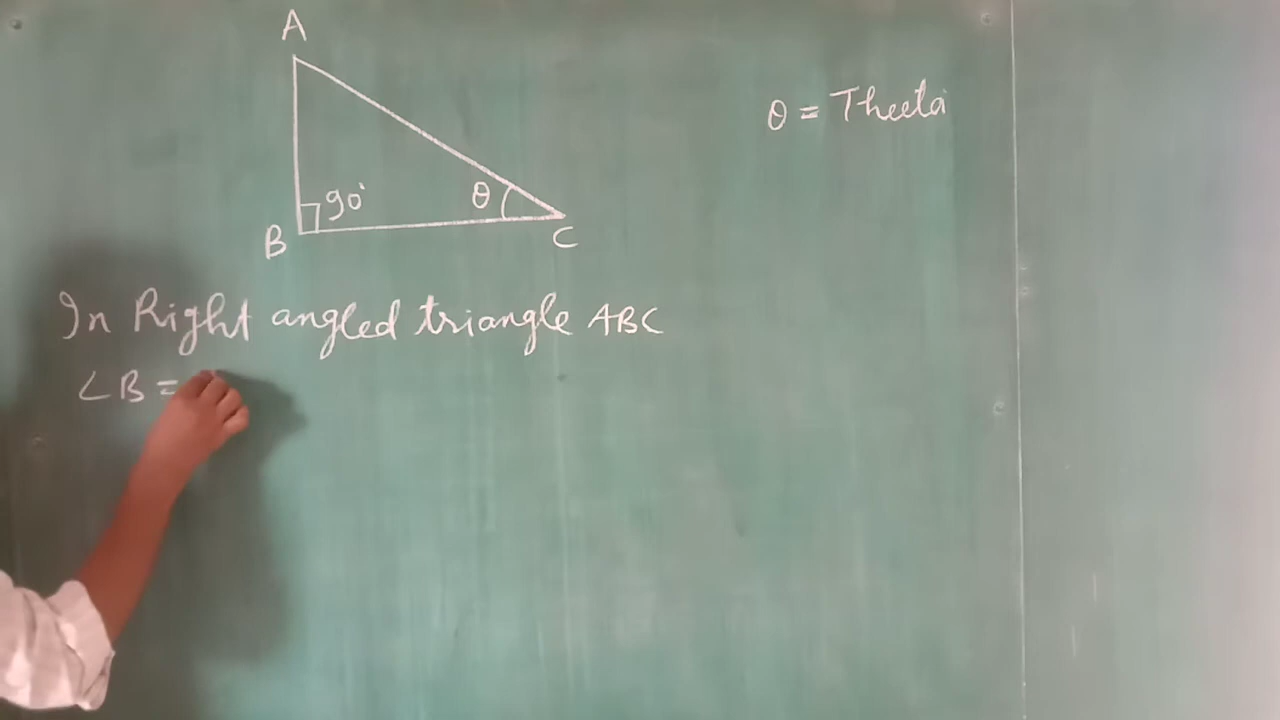 A
θ = Theeta
90° θ
B C
In Right angled triangle ABC
∠B =